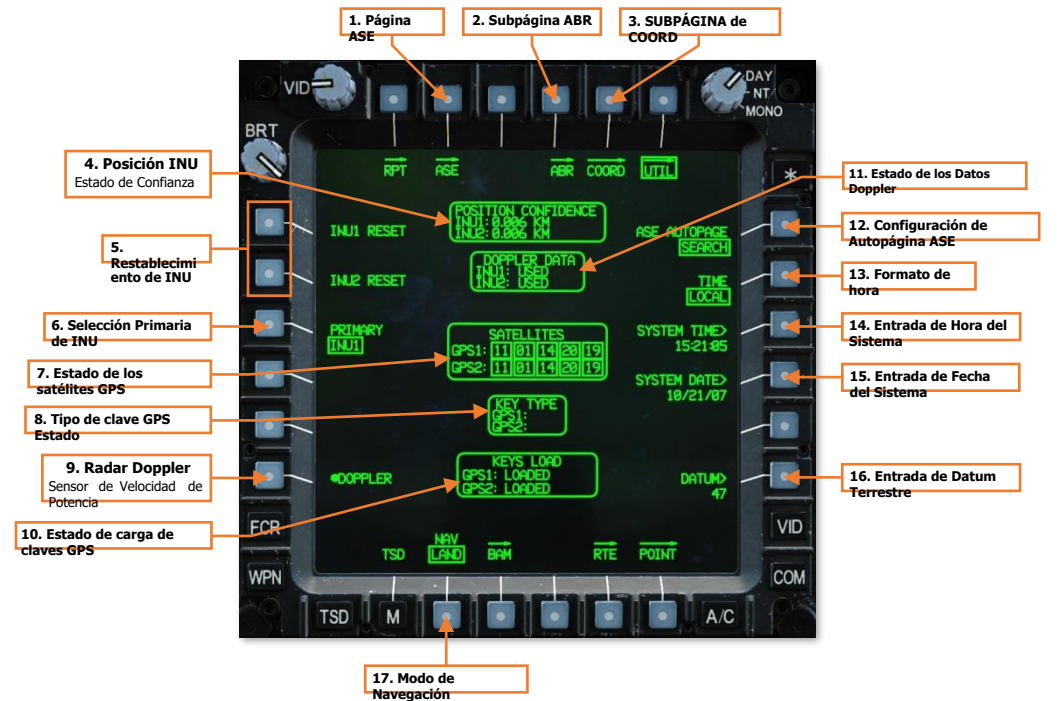 1. Página
ASE
2. Subpágina ABR
3. SUBPÁGINA de
COORD
VID
DAY
NT
MONO
BRT
RPT ASE ABR COORD UTIL
*
4. Posición INU
Estado de Confianza
POSITION CONFIDENCE
INU1: 0.006 KM
INU2: 0.006 KM
11. Estado de los Datos
Doppler
INU1 RESET
ASE AUTOPAGE
SEARCH
12. Configuración de
Autopágina ASE
5.
Restablecimi
ento de INU
DOPPLER DATA
INU1: USED
INU2: USED
INU2 RESET
TIME
LOCAL
13. Formato de
hora
6. Selección Primaria
de INU
PRIMARY
INU1
SATELLITES
GPS1: 11 01 14 20 19
GPS2: 11 01 14 20 19
SYSTEM TIME>
15:21:05
14. Entrada de Hora del
Sistema
7. Estado de los
satélites GPS
SYSTEM DATE>
10/21/07
15. Entrada de Fecha
del Sistema
8. Tipo de clave GPS
Estado
KEY TYPE
GPS1:
GPS2:
9. Radar Doppler
Sensor de Velocidad de
Potencia
DOPPLER
KEYS LOAD
GPS1: LOADED
GPS2: LOADED
DATUM>
47
16. Entrada de Datum
Terrestre
10. Estado de carga de
claves GPS
FCR
VID
TSD
NAV
LAND
BAM RTE POINT
WPN
COM
TSD M A/C
17. Modo de
Navegación